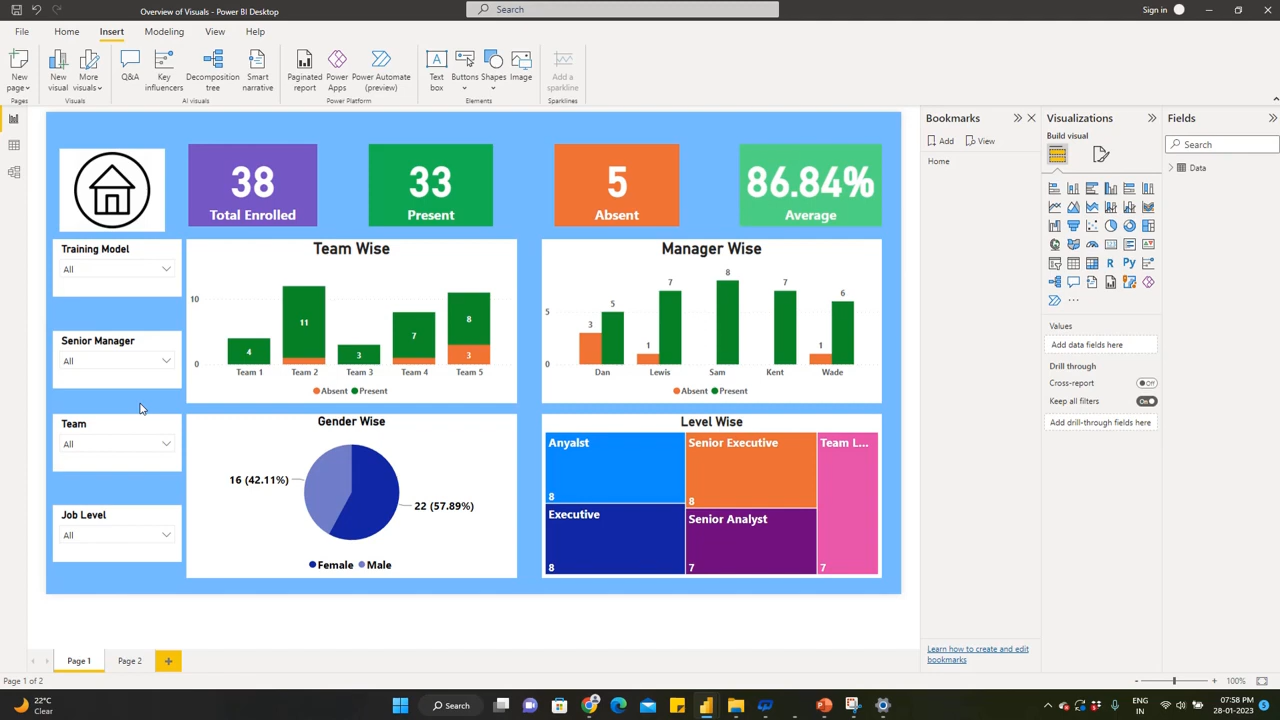 Overview of Visuals - Power BI Desktop
Search
Sign in
File
Home
Insert
Modeling
View
Help
New page
New visual
More visuals
Q&A
Key influencers
Decomposition tree
Smart narrative
Paginated report
Power Apps
Power Automate (preview)
Text box
Buttons
Shapes
Image
Add a sparkline
Pages
Visuals
AI visuals
Power Platform
Elements
Sparklines
38
Total Enrolled
33
Present
5
Absent
86.84%
Average
Training Model
All
Senior Manager
All
Team
All
Job Level
All
Team Wise
10
0
4
11
3
7
8
3
Team 1
Team 2
Team 3
Team 4
Team 5
Absent
Present
Manager Wise
5
0
3
5
1
7
8
7
1
6
Dan
Lewis
Sam
Kent
Wade
Absent
Present
Gender Wise
16 (42.11%)
22 (57.89%)
Female
Male
Level Wise
Anyalst
8
Executive
8
Senior Executive
8
Senior Analyst
7
Team L...
7
Bookmarks
Add
View
Home
Learn how to create and edit
bookmarks
Visualizations
Build visual
R
Py
Values
Add data fields here
Drill through
Cross-report
Off
Keep all filters
On
Add drill-through fields here
Fields
Search
Data
Page 1
Page 2
Page 1 of 2
100%
22°C
Clear
Search
ENG
IN
07:58 PM
28-01-2023